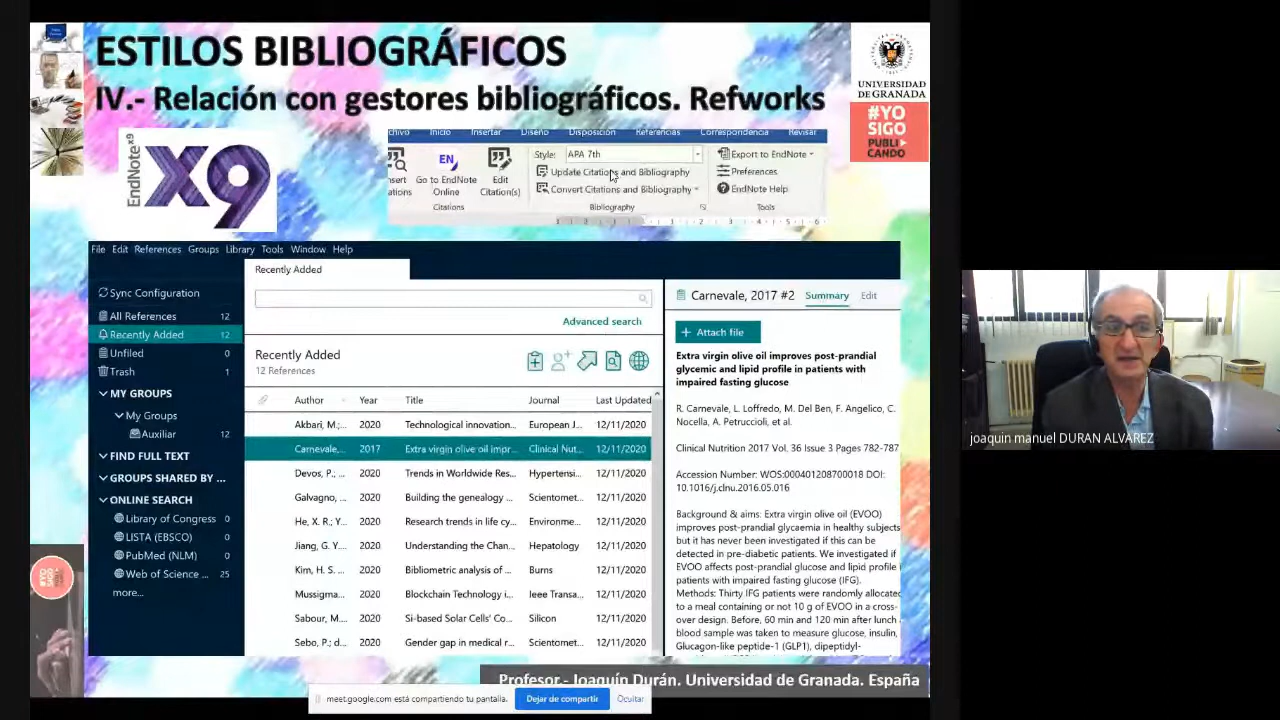 ESTILOS BIBLIOGRÁFICOS
IV.- Relación con gestores bibliográficos. Refworks
UNIVERSIDAD
DE GRANADA
#YO
SIGO
PUBLI
CANDO
EndNote x9
X9
Inicio Insertar Diseño Disposición Referencias Correspondencia Revisar
EN
Go to EndNote
Online
Edit
Citation(s)
Citations
Style: APA 7th
Update Citations and Bibliography
Convert Citations and Bibliography
Bibliography
Export to EndNote
Preferences
EndNote Help
Tools
1 1 2 3 4 5 6
File Edit References Groups Library Tools Window Help
Sync Configuration
All References 12
Recently Added 12
Unfiled 0
Trash 1
MY GROUPS
My Groups
Auxiliar 12
FIND FULL TEXT
GROUPS SHARED BY ...
ONLINE SEARCH
Library of Congress 0
LISTA (EBSCO) 0
PubMed (NLM) 0
Web of Science ... 25
more...
Recently Added
Advanced search
Recently Added
12 References
Author Year Title Journal Last Updated
Akbari, M.;... 2020 Technological innovation... European J... 12/11/2020
Carnevale,... 2017 Extra virgin olive oil impr... Clinical Nut... 12/11/2020
Devos, P.; ... 2020 Trends in Worldwide Res... Hypertensi... 12/11/2020
Galvagno, ... 2020 Building the genealogy ... Scientomet... 12/11/2020
He, X. R.; Y... 2020 Research trends in life cy... Environme... 12/11/2020
Jiang, G. Y.... 2020 Understanding the Chan... Hepatology 12/11/2020
Kim, H. S. ... 2020 Bibliometric analysis of ... Burns 12/11/2020
Mussigma... 2020 Blockchain Technology i... Ieee Transa... 12/11/2020
Sabour, M.... 2020 Si-based Solar Cells' Co... Silicon 12/11/2020
Sebo, P.; d... 2020 Gender gap in medical r... Scientomet... 12/11/2020
Carnevale, 2017 #2 Summary Edit
+ Attach file
Extra virgin olive oil improves post-prandial
glycemic and lipid profile in patients with
impaired fasting glucose
R. Carnevale, L. Loffredo, M. Del Ben, F. Angelico, C.
Nocella, A. Petruccioli, et al.
Clinical Nutrition 2017 Vol. 36 Issue 3 Pages 782-787
Accession Number: WOS:000401208700018 DOI:
10.1016/j.clnu.2016.05.016
Background & aims: Extra virgin olive oil (EVOO)
improves post-prandial glycaemia in healthy subjects
but it has never been investigated if this can be
detected in pre-diabetic patients. We investigated if
EVOO affects post-prandial glucose and lipid profile
patients with impaired fasting glucose (IFG).
Methods: Thirty IFG patients were randomly allocated
to a meal containing or not 10 g of EVOO in a cross-
over design. Before, 60 min and 120 min after lunch
blood sample was taken to measure glucose, insulin,
Glucagon-like peptide-1 (GLP1), dipeptidyl-
Profesor.- Joaquín Durán. Universidad de Granada. España
meet.google.com está compartiendo tu pantalla. Dejar de compartir Ocultar
joaquin manuel DURAN ALVAREZ